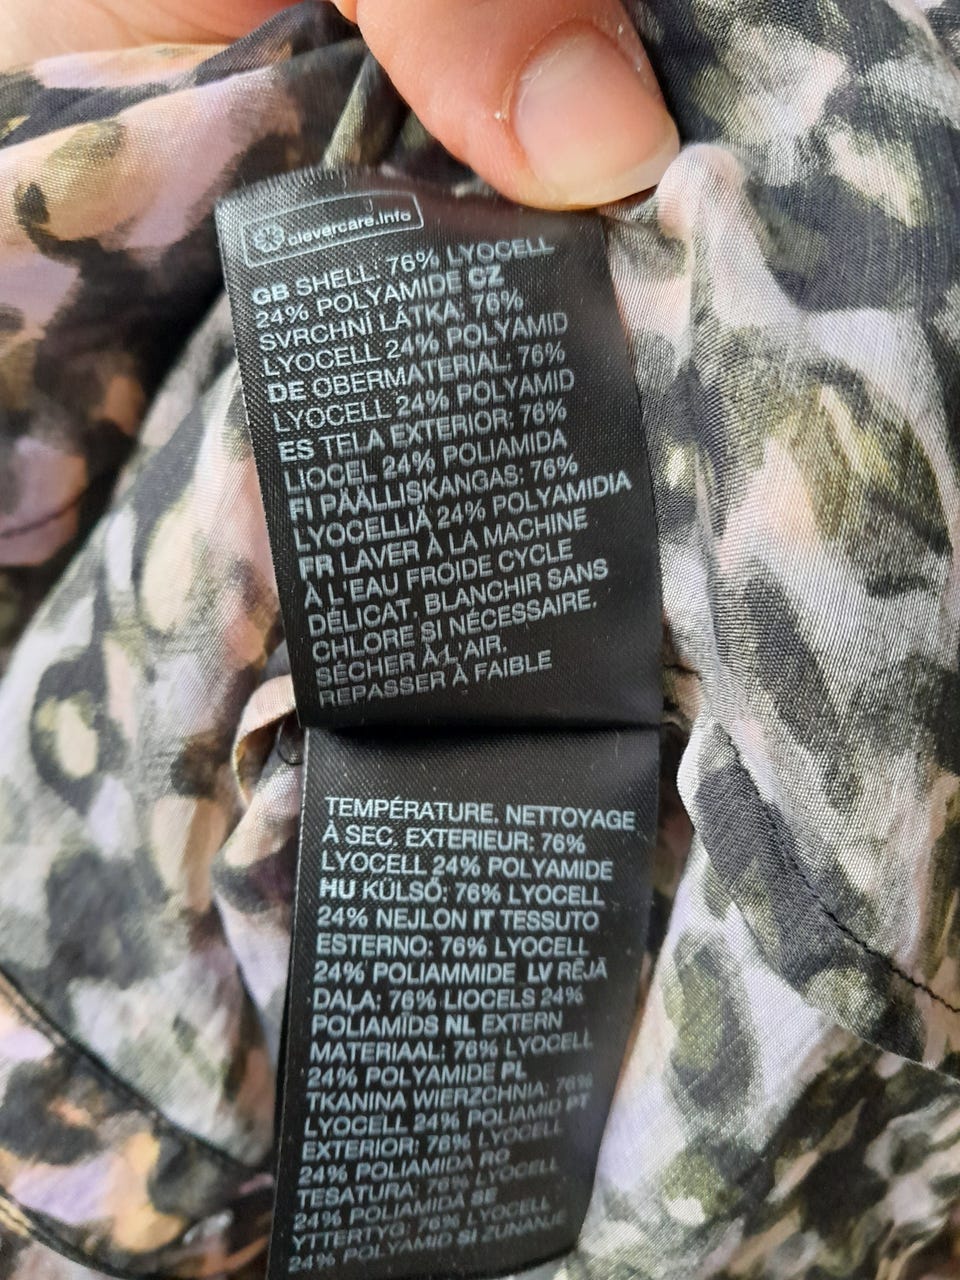 clevercare.info
GB SHELL: 76% LYOCELL
24% POLYAMIDE CZ
SVRCHNÍ LÁTKA: 76%
LYOCELL 24% POLYAMID
DE OBERMATERIAL: 76%
LYOCELL 24% POLYAMID
ES TELA EXTERIOR: 76%
LIOCEL 24% POLIAMIDA
FI PÄÄLLISKANGAS: 76%
LYOCELLIÄ 24% POLYAMIDIA
FR LAVER À LA MACHINE
À L'EAU FROIDE CYCLE
DÉLICAT, BLANCHIR SANS
CHLORE SI NÉCESSAIRE.
SÉCHER À L'AIR.
REPASSER À FAIBLE
TEMPÉRATURE. NETTOYAGE
À SEC. EXTERIEUR: 76%
LYOCELL 24% POLYAMIDE
HU KÜLSŐ: 76% LYOCELL
24% NEJLON IT TESSUTO
ESTERNO: 76% LYOCELL
24% POLIAMMIDE LV RĒJĀ
DAĻA: 76% LIOCELS 24%
POLIAMĪDS NL EXTERN
MATERIAAL: 76% LYOCELL
24% POLYAMIDE PL
TKANINA WIERZCHNIA: 76%
LYOCELL 24% POLIAMID PT
EXTERIOR: 76% LYOCELL
24% POLIAMIDA RO
TESATURA: 76% LYOCELL
24% POLIAMIDĂ SE
YTTERTYG: 76% LYOCELL
24% POLYAMID SI ZUNANJE